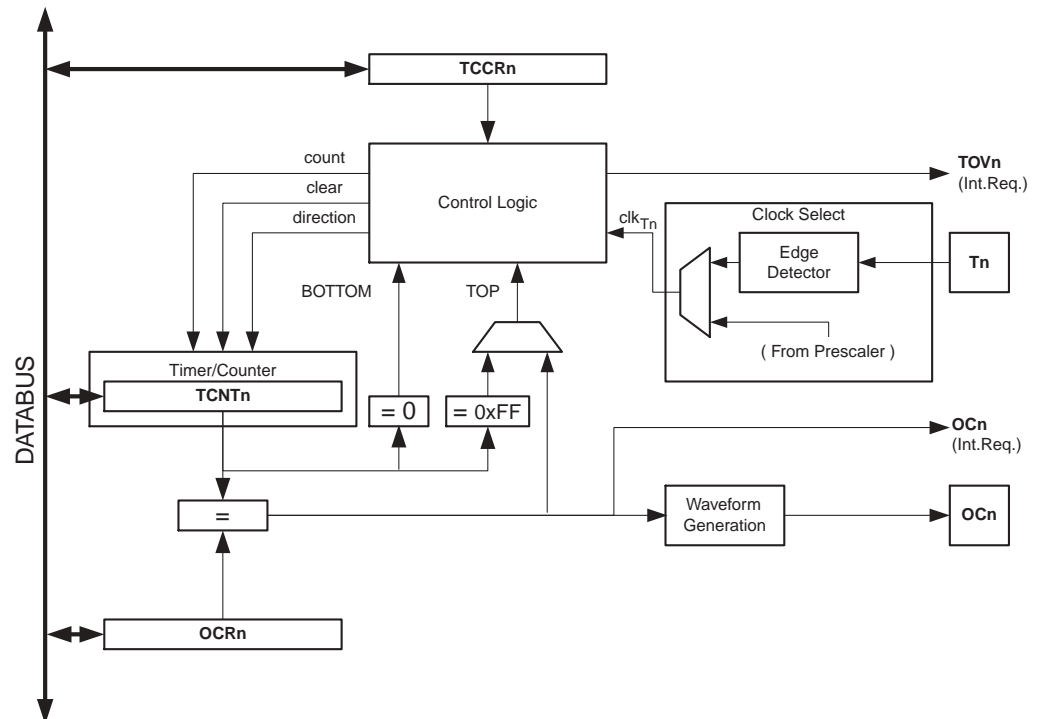 TCCRn
count
clear
direction
Control Logic
TOVn
(Int.Req.)
clkTn
Clock Select
Edge
Detector
Tn
( From Prescaler )
BOTTOM
TOP
DATABUS
Timer/Counter
TCNTn
= 0
= 0xFF
OCn
(Int.Req.)
=
Waveform
Generation
OCn
OCRn